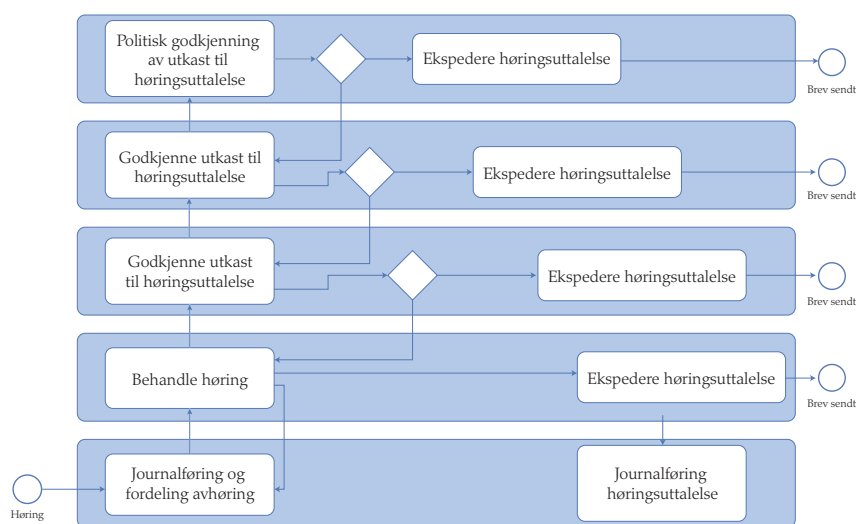 Politisk godkjenning
av utkast til
høringsuttalelse
Ekspedere høringsuttalelse
Brev sendt
Godkjenne utkast til
høringsuttalelse
Ekspedere høringsuttalelse
Brev sendt
Godkjenne utkast
til høringsuttalelse
Ekspedere høringsuttalelse
Brev sendt
Behandle høring
Ekspedere høringsuttalelse
Brev sendt
Høring
Journalføring og
fordeling avhøring
Journalføring
høringsuttalelse